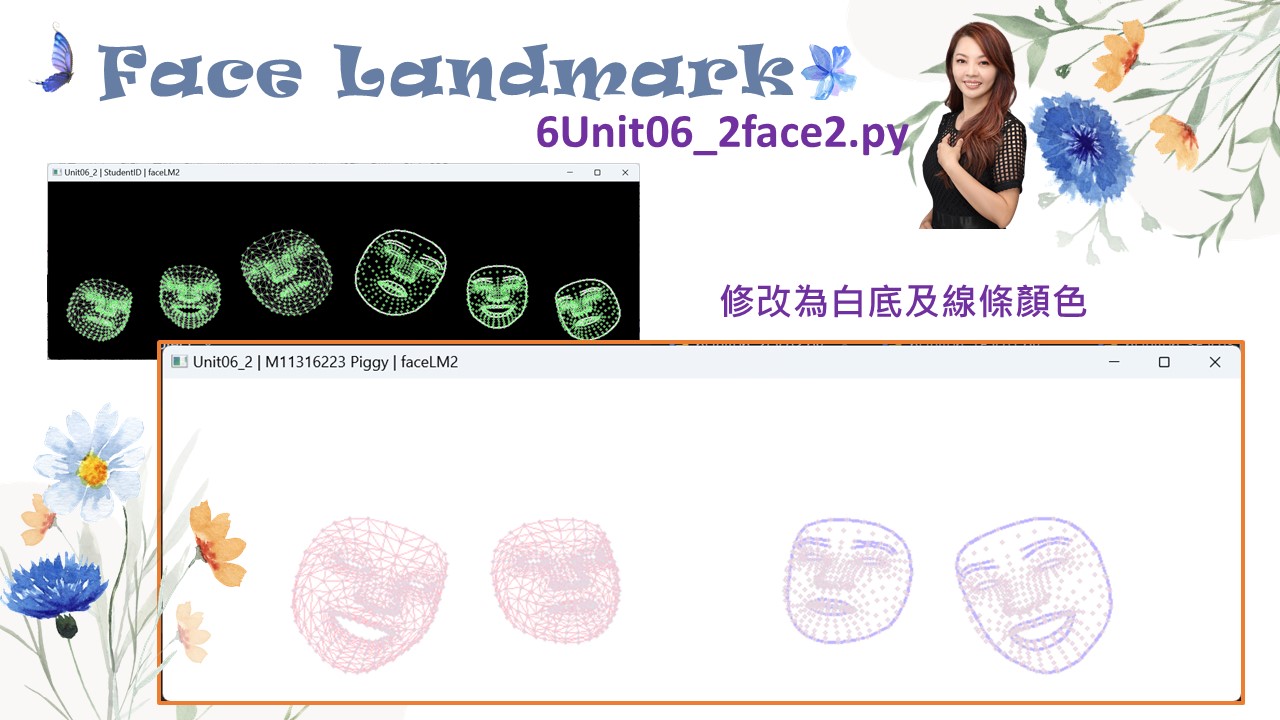 Face Landmark
6Unit06_2face2.py
Unit06_2 | StudentID | faceLM2
修改為白底及線條顏色
Unit06_2 | M11316223 Piggy | faceLM2